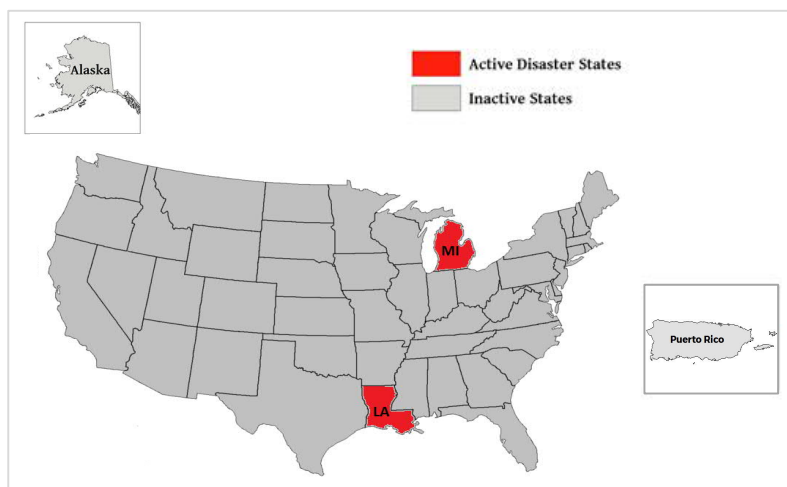 Alaska
Active Disaster States
Inactive States
MI
Puerto Rico
LA